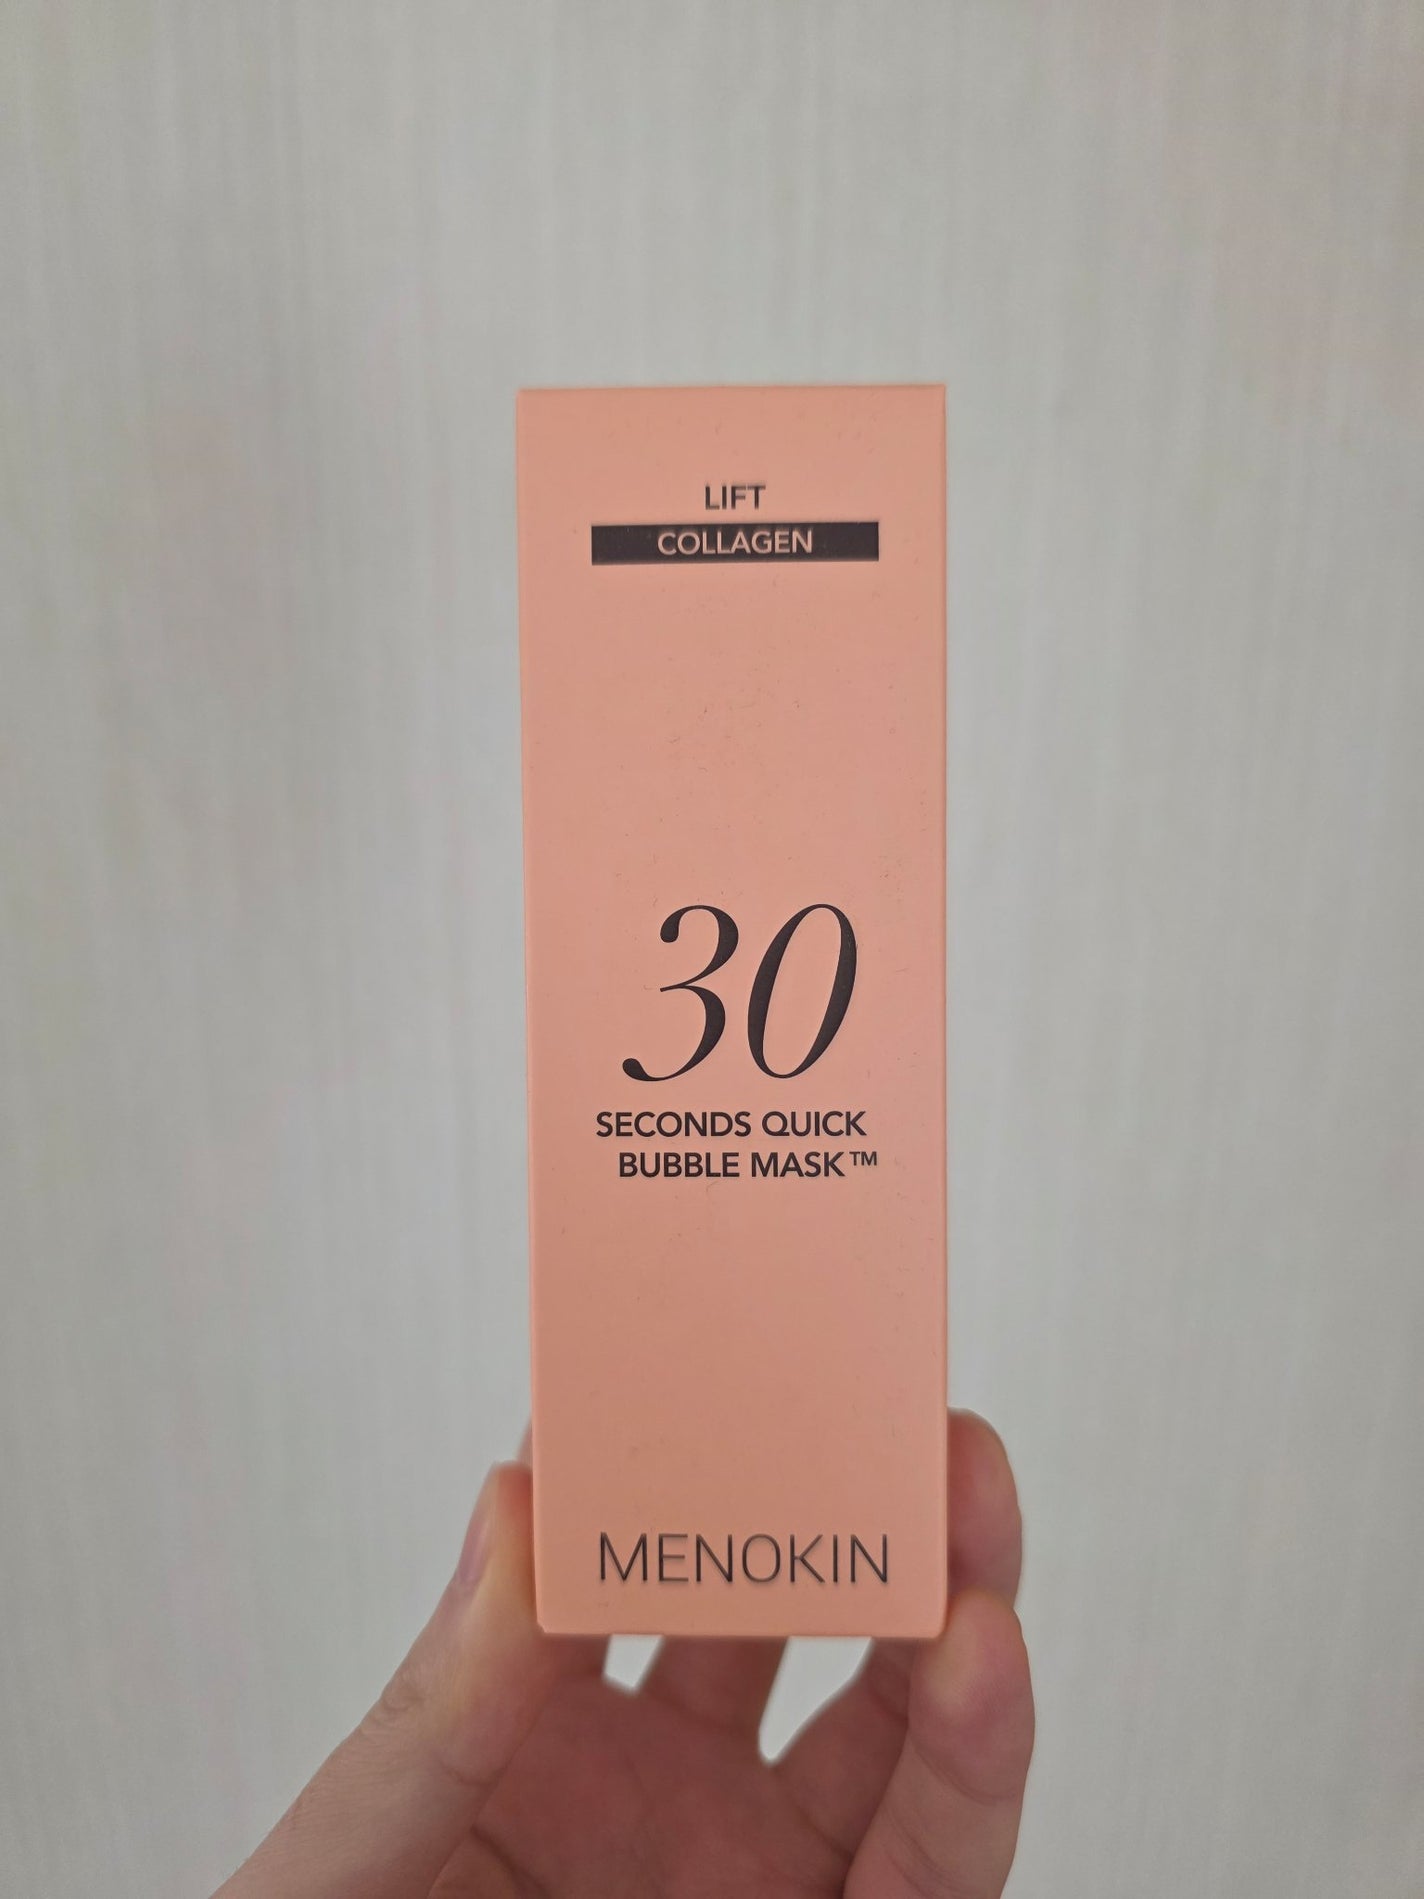 LIFT
COLLAGEN
30
SECONDS QUICK
BUBBLE MASK™
MENOKIN